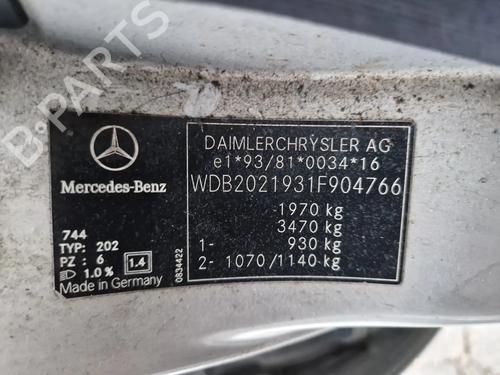 B-PARTS
DAIMLERCHRYSLER AG
e1*93/81*0034*16
WDB2021931F904766
Mercedes-Benz
1970 kg
3470 kg
1- 930 kg
2- 1070/1140 kg
744
TYP: 202
PZ : 6
1.0% 1.4
Made in Germany
0834422